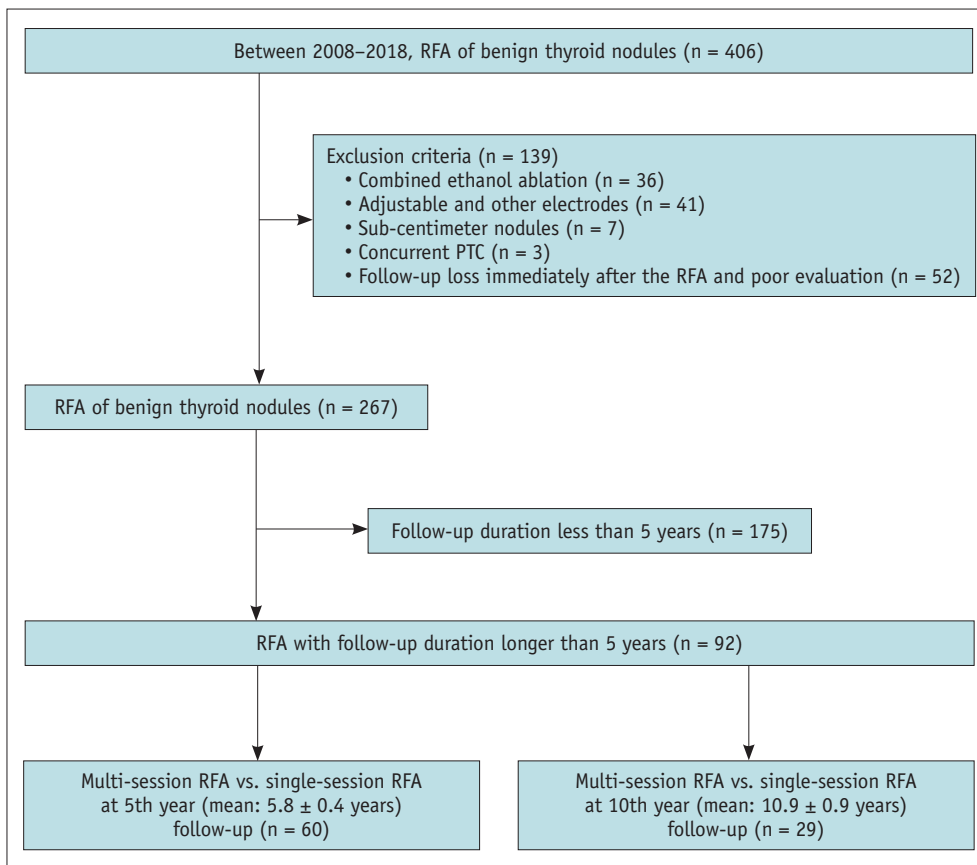 Between 2008–2018, RFA of benign thyroid nodules (n = 406)
Exclusion criteria (n = 139)
• Combined ethanol ablation (n = 36)
• Adjustable and other electrodes (n = 41)
• Sub-centimeter nodules (n = 7)
• Concurrent PTC (n = 3)
• Follow-up loss immediately after the RFA and poor evaluation (n = 52)
RFA of benign thyroid nodules (n = 267)
Follow-up duration less than 5 years (n = 175)
RFA with follow-up duration longer than 5 years (n = 92)
Multi-session RFA vs. single-session RFA
at 5th year (mean: 5.8 ± 0.4 years)
follow-up (n = 60)
Multi-session RFA vs. single-session RFA
at 10th year (mean: 10.9 ± 0.9 years)
follow-up (n = 29)